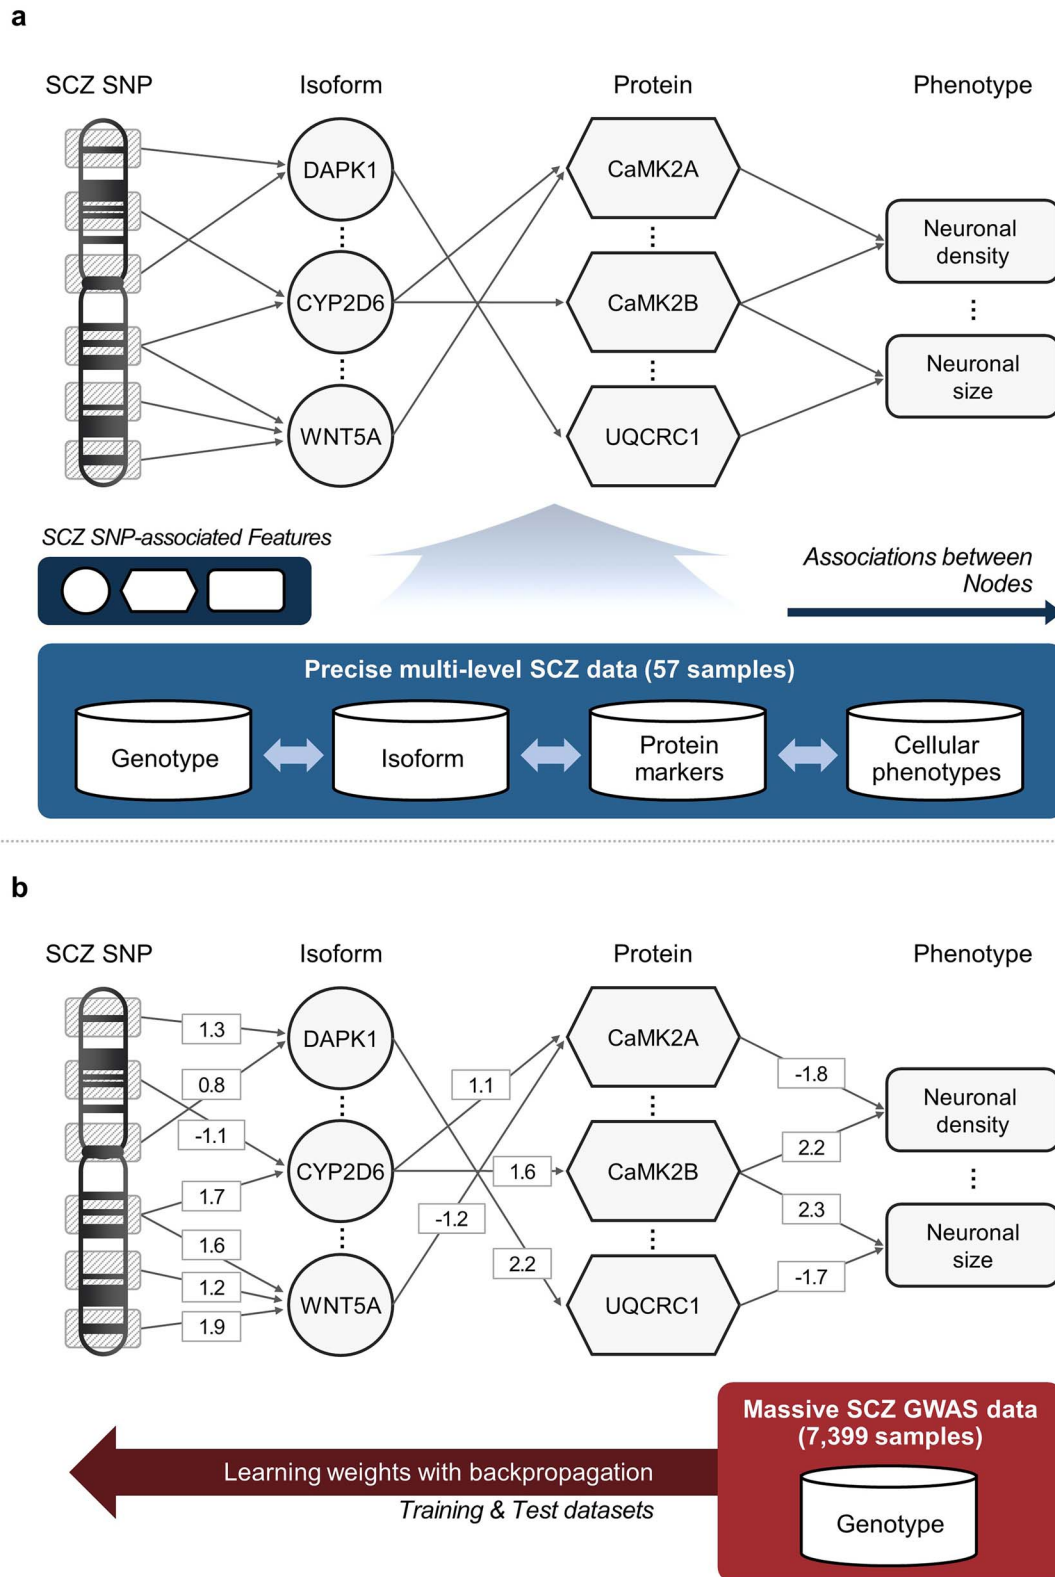 a
SCZ SNP
Isoform
Protein
Phenotype
DAPK1
CaMK2A
Neuronal
density
CYP2D6
CaMK2B
Neuronal
size
WNT5A
UQCRC1
SCZ SNP-associated Features
Associations between
Nodes
Precise multi-level SCZ data (57 samples)
Genotype
Isoform
Protein
markers
Cellular
phenotypes
b
SCZ SNP
Isoform
Protein
Phenotype
1.3
DAPK1
CaMK2A
-1.8
0.8
1.1
Neuronal
density
-1.1
2.2
CYP2D6
1.6
CaMK2B
1.7
-1.2
2.3
1.6
Neuronal
size
2.2
-1.7
1.2
WNT5A
UQCRC1
1.9
Massive SCZ GWAS data
(7,399 samples)
Learning weights with backpropagation
Training & Test datasets
Genotype